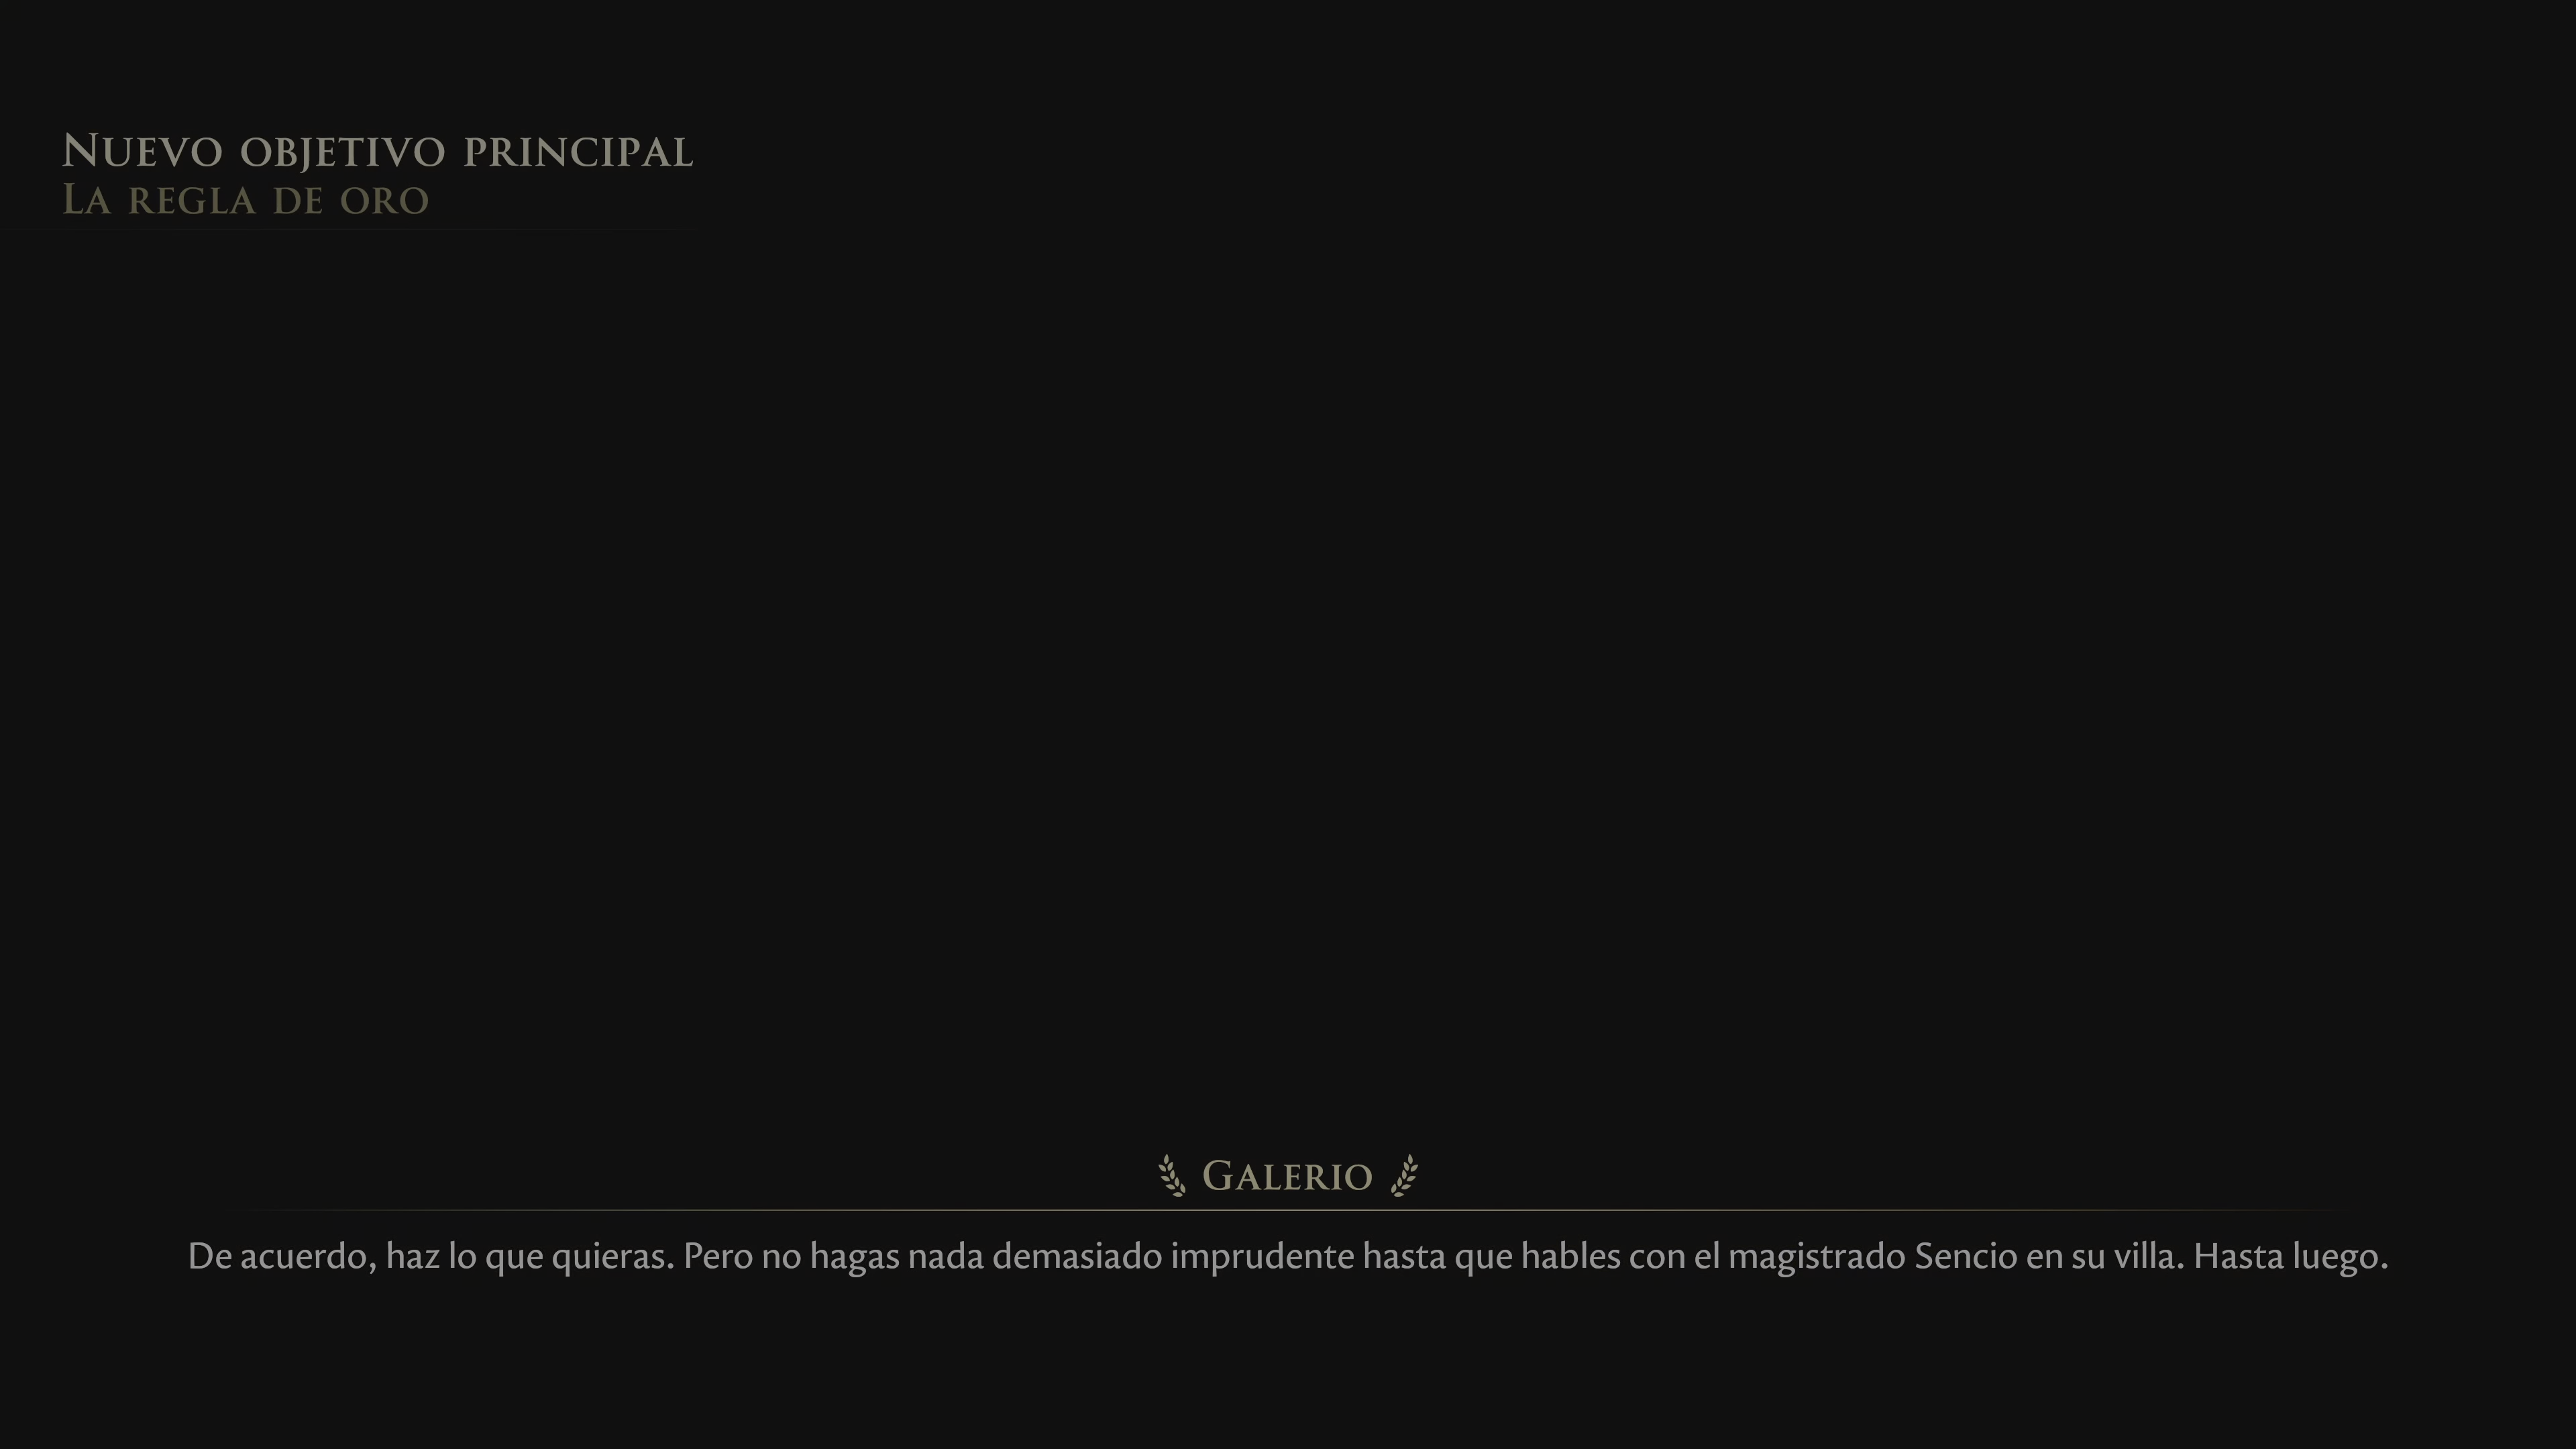 Nuevo objetivo principal
La regla de oro
Galerio
De acuerdo, haz lo que quieras. Pero no hagas nada demasiado imprudente hasta que hables con el magistrado Sencio en su villa. Hasta luego.